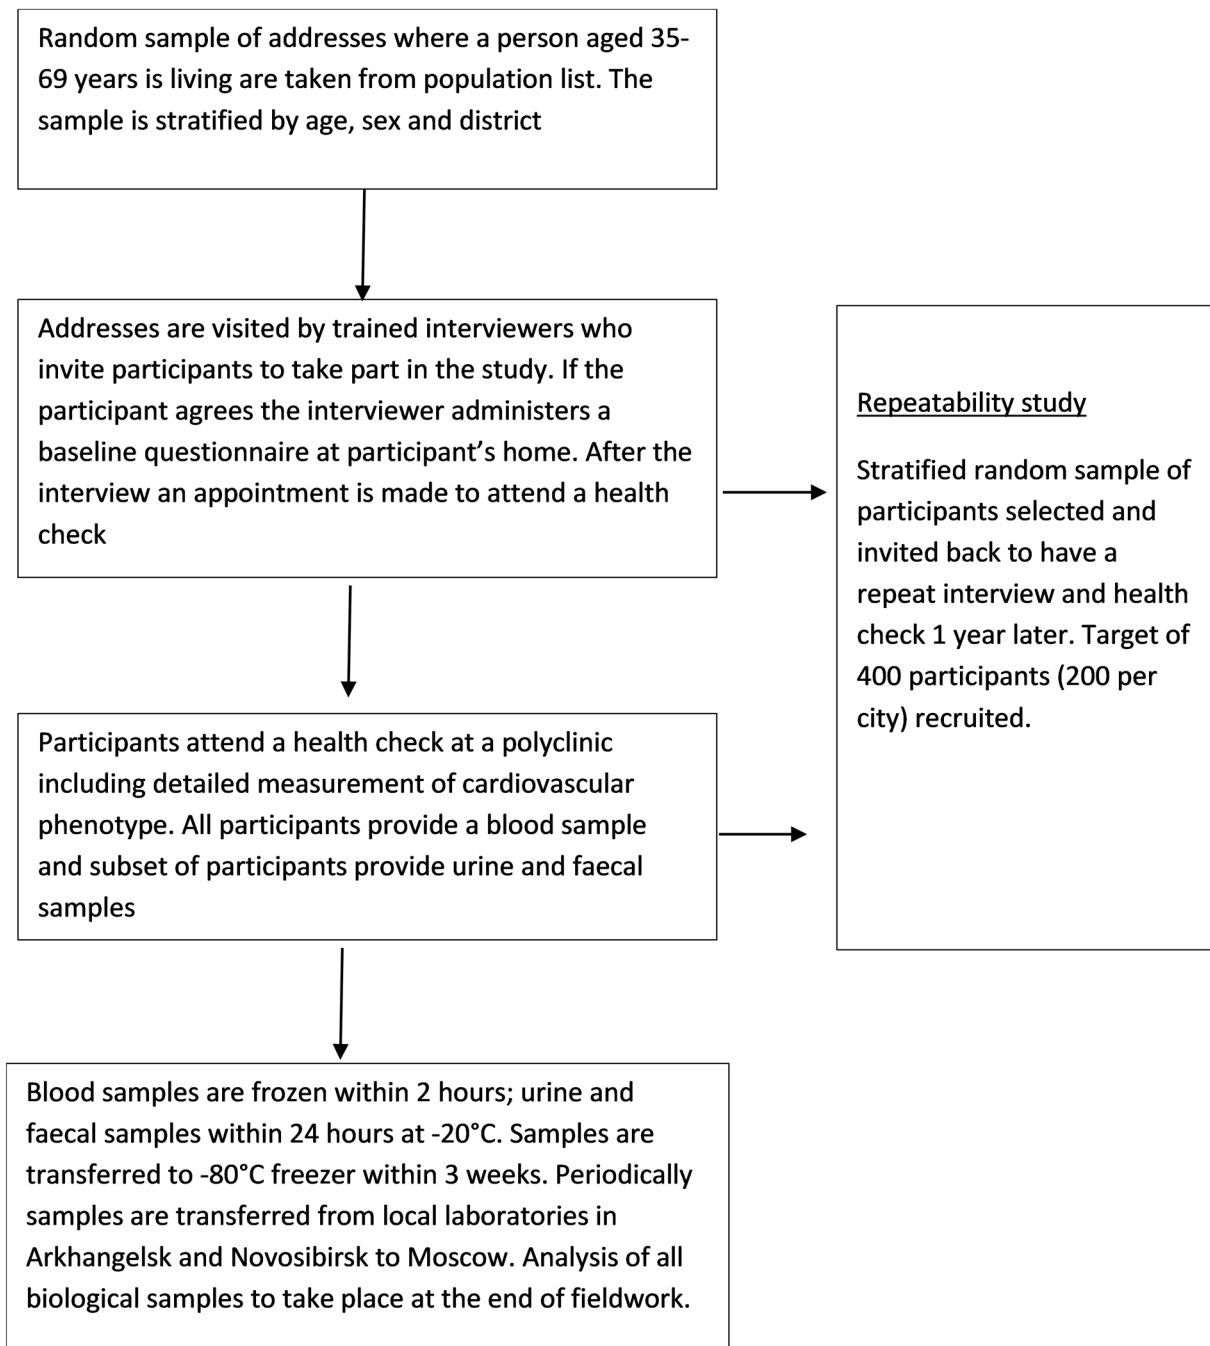 Random sample of addresses where a person aged 35-
69 years is living are taken from population list. The
sample is stratified by age, sex and district
Addresses are visited by trained interviewers who
invite participants to take part in the study. If the
participant agrees the interviewer administers a
baseline questionnaire at participant’s home. After the
interview an appointment is made to attend a health
check
Repeatability study
Stratified random sample of
participants selected and
invited back to have a
repeat interview and health
check 1 year later. Target of
400 participants (200 per
city) recruited.
Participants attend a health check at a polyclinic
including detailed measurement of cardiovascular
phenotype. All participants provide a blood sample
and subset of participants provide urine and faecal
samples
Blood samples are frozen within 2 hours; urine and
faecal samples within 24 hours at -20°C. Samples are
transferred to -80°C freezer within 3 weeks. Periodically
samples are transferred from local laboratories in
Arkhangelsk and Novosibirsk to Moscow. Analysis of all
biological samples to take place at the end of fieldwork.